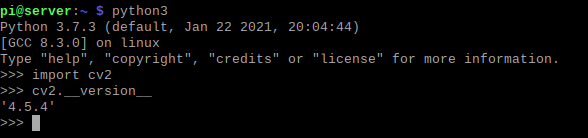 pi@server:~ $ python3
Python 3.7.3 (default, Jan 22 2021, 20:04:44)
[GCC 8.3.0] on linux
Type "help", "copyright", "credits" or "license" for more information.
>>> import cv2
>>> cv2.__version__
'4.5.4'
>>>